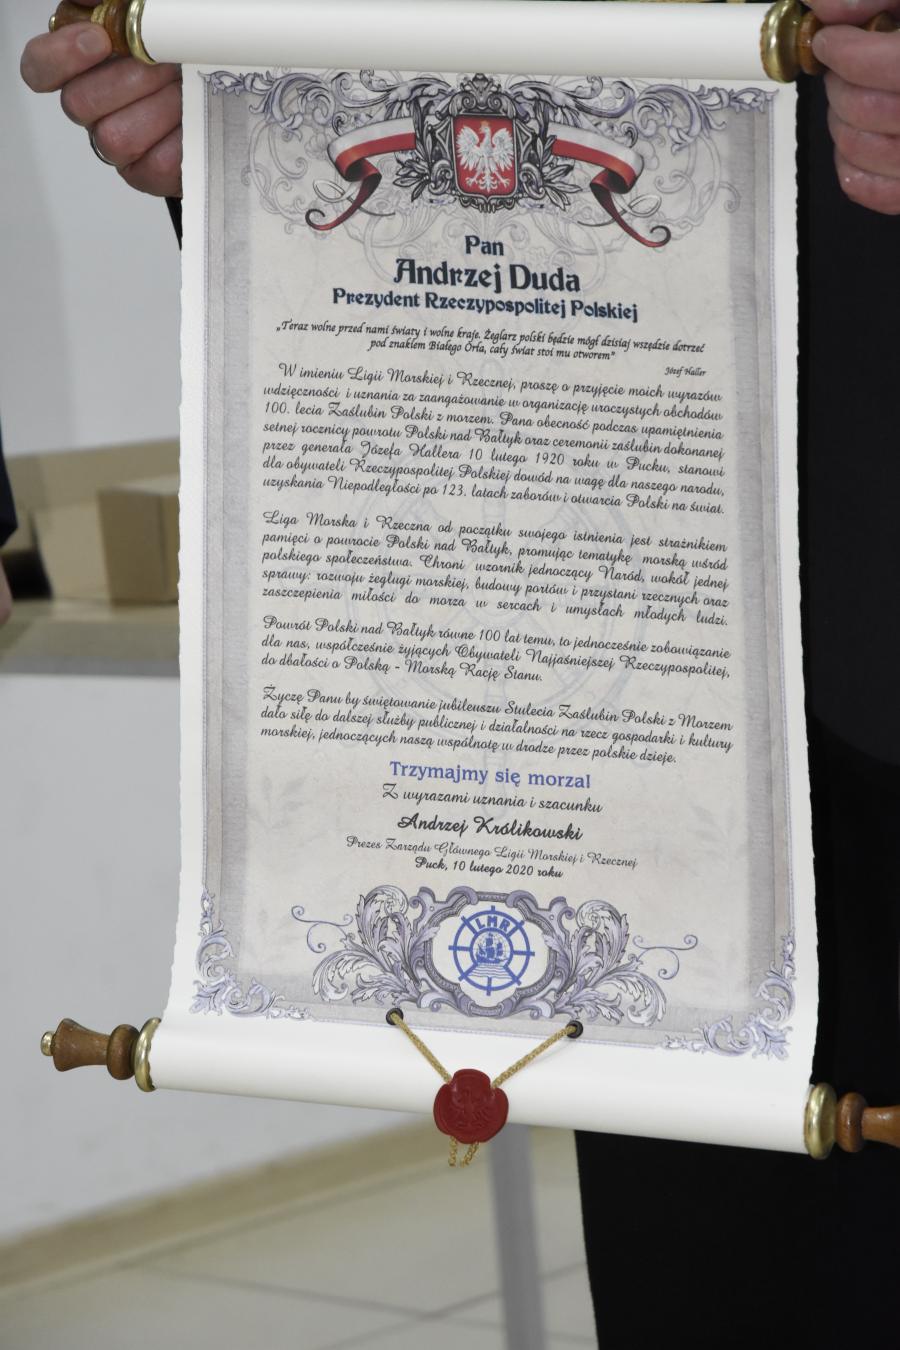 Pan
Andrzej Duda
Prezydent Rzeczypospolitej Polskiej
„Teraz wolne przed nami światy i wolne kraje. Żeglarz polski będzie mógł dzisiaj wszędzie dotrzeć
pod znakiem Białego Orła, cały świat stoi mu otworem”
Józef Haller
W imieniu Ligii Morskiej i Rzecznej, proszę o przyjęcie moich wyrazów
wdzięczności i uznania za zaangażowanie w organizację uroczystych obchodów
100. lecia Zaślubin Polski z morzem. Pana obecność podczas upamiętnienia
setnej rocznicy powrotu Polski nad Bałtyk oraz ceremonii zaślubin dokonanej
przez generała Józefa Hallera 10 lutego 1920 roku w Pucku, stanowi
dla obywateli Rzeczypospolitej Polskiej dowód na wagę dla naszego narodu,
uzyskania Niepodległości po 123. latach zaborów i otwarcia Polski na świat.
Liga Morska i Rzeczna od początku swojego istnienia jest strażnikiem
pamięci o powrocie Polski nad Bałtyk, promując tematykę morską wśród
polskiego społeczeństwa. Chroni wzornik jednoczący Naród, wokół jednej
sprawy: rozwoju żeglugi morskiej, budowy portów i przystani rzecznych oraz
zaszczepienia miłości do morza w sercach i umysłach młodych ludzi.
Powrót Polski nad Bałtyk równe 100 lat temu, to jednocześnie zobowiązanie
dla nas, współcześnie żyjących Obywateli Najjaśniejszej Rzeczypospolitej,
do dbałości o Polską - Morską Rację Stanu.
Życzę Panu by świętowanie jubileuszu Stulecia Zaślubin Polski z Morzem
dało siłę do dalszej służby publicznej i działalności na rzecz gospodarki i kultury
morskiej, jednoczących naszą wspólnotę w drodze przez polskie dzieje.
Trzymajmy się morza!
Z wyrazami uznania i szacunku
Andrzej Królikowski
Prezes Zarządu Głównego Ligii Morskiej i Rzecznej
Puck, 10 lutego 2020 roku
LMR